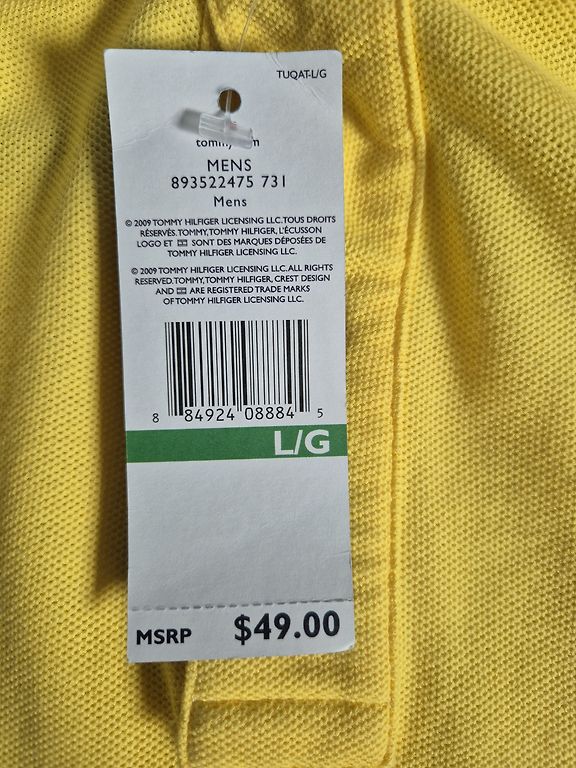 TUQAT-L/G
MENS
893522475 731
Mens
© 2009 TOMMY HILFIGER LICENSING LLC. TOUS DROITS
RÉSERVÉS. TOMMY, TOMMY HILFIGER, L'ÉCUSSON
LOGO ET SONT DES MARQUES DÉPOSÉES DE
TOMMY HILFIGER LICENSING LLC.
© 2009 TOMMY HILFIGER LICENSING LLC. ALL RIGHTS
RESERVED. TOMMY, TOMMY HILFIGER, CREST DESIGN
AND ARE REGISTERED TRADE MARKS
OF TOMMY HILFIGER LICENSING LLC.
8 84924 08884 5
L/G
MSRP $49.00